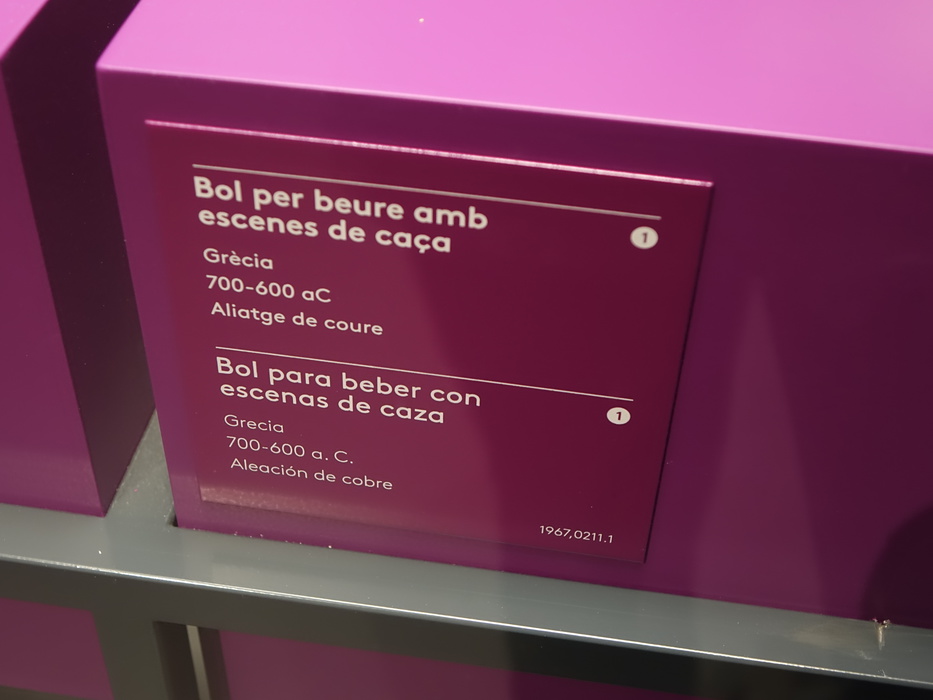 Bol per beure amb
escenes de caça
1
Grècia
700-600 aC
Aliatge de coure
Bol para beber con
escenas de caza
1
Grecia
700-600 a. C.
Aleación de cobre
1967,0211.1